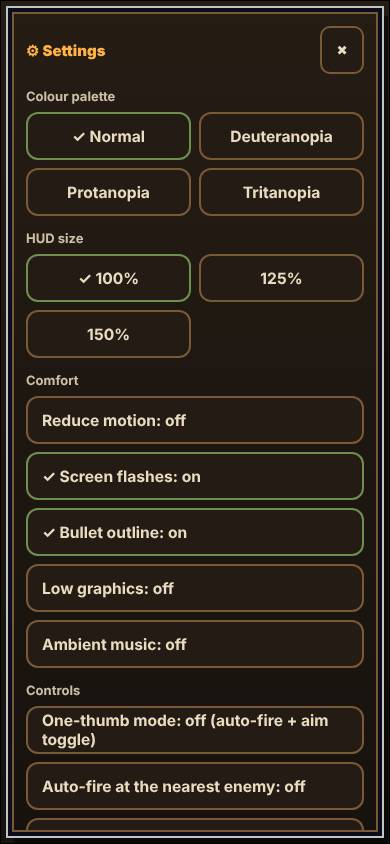 ⚙ Settings
✖
Colour palette
✓ Normal
Deuteranopia
Protanopia
Tritanopia
HUD size
✓ 100%
125%
150%
Comfort
Reduce motion: off
✓ Screen flashes: on
✓ Bullet outline: on
Low graphics: off
Ambient music: off
Controls
One-thumb mode: off (auto-fire + aim
toggle)
Auto-fire at the nearest enemy: off